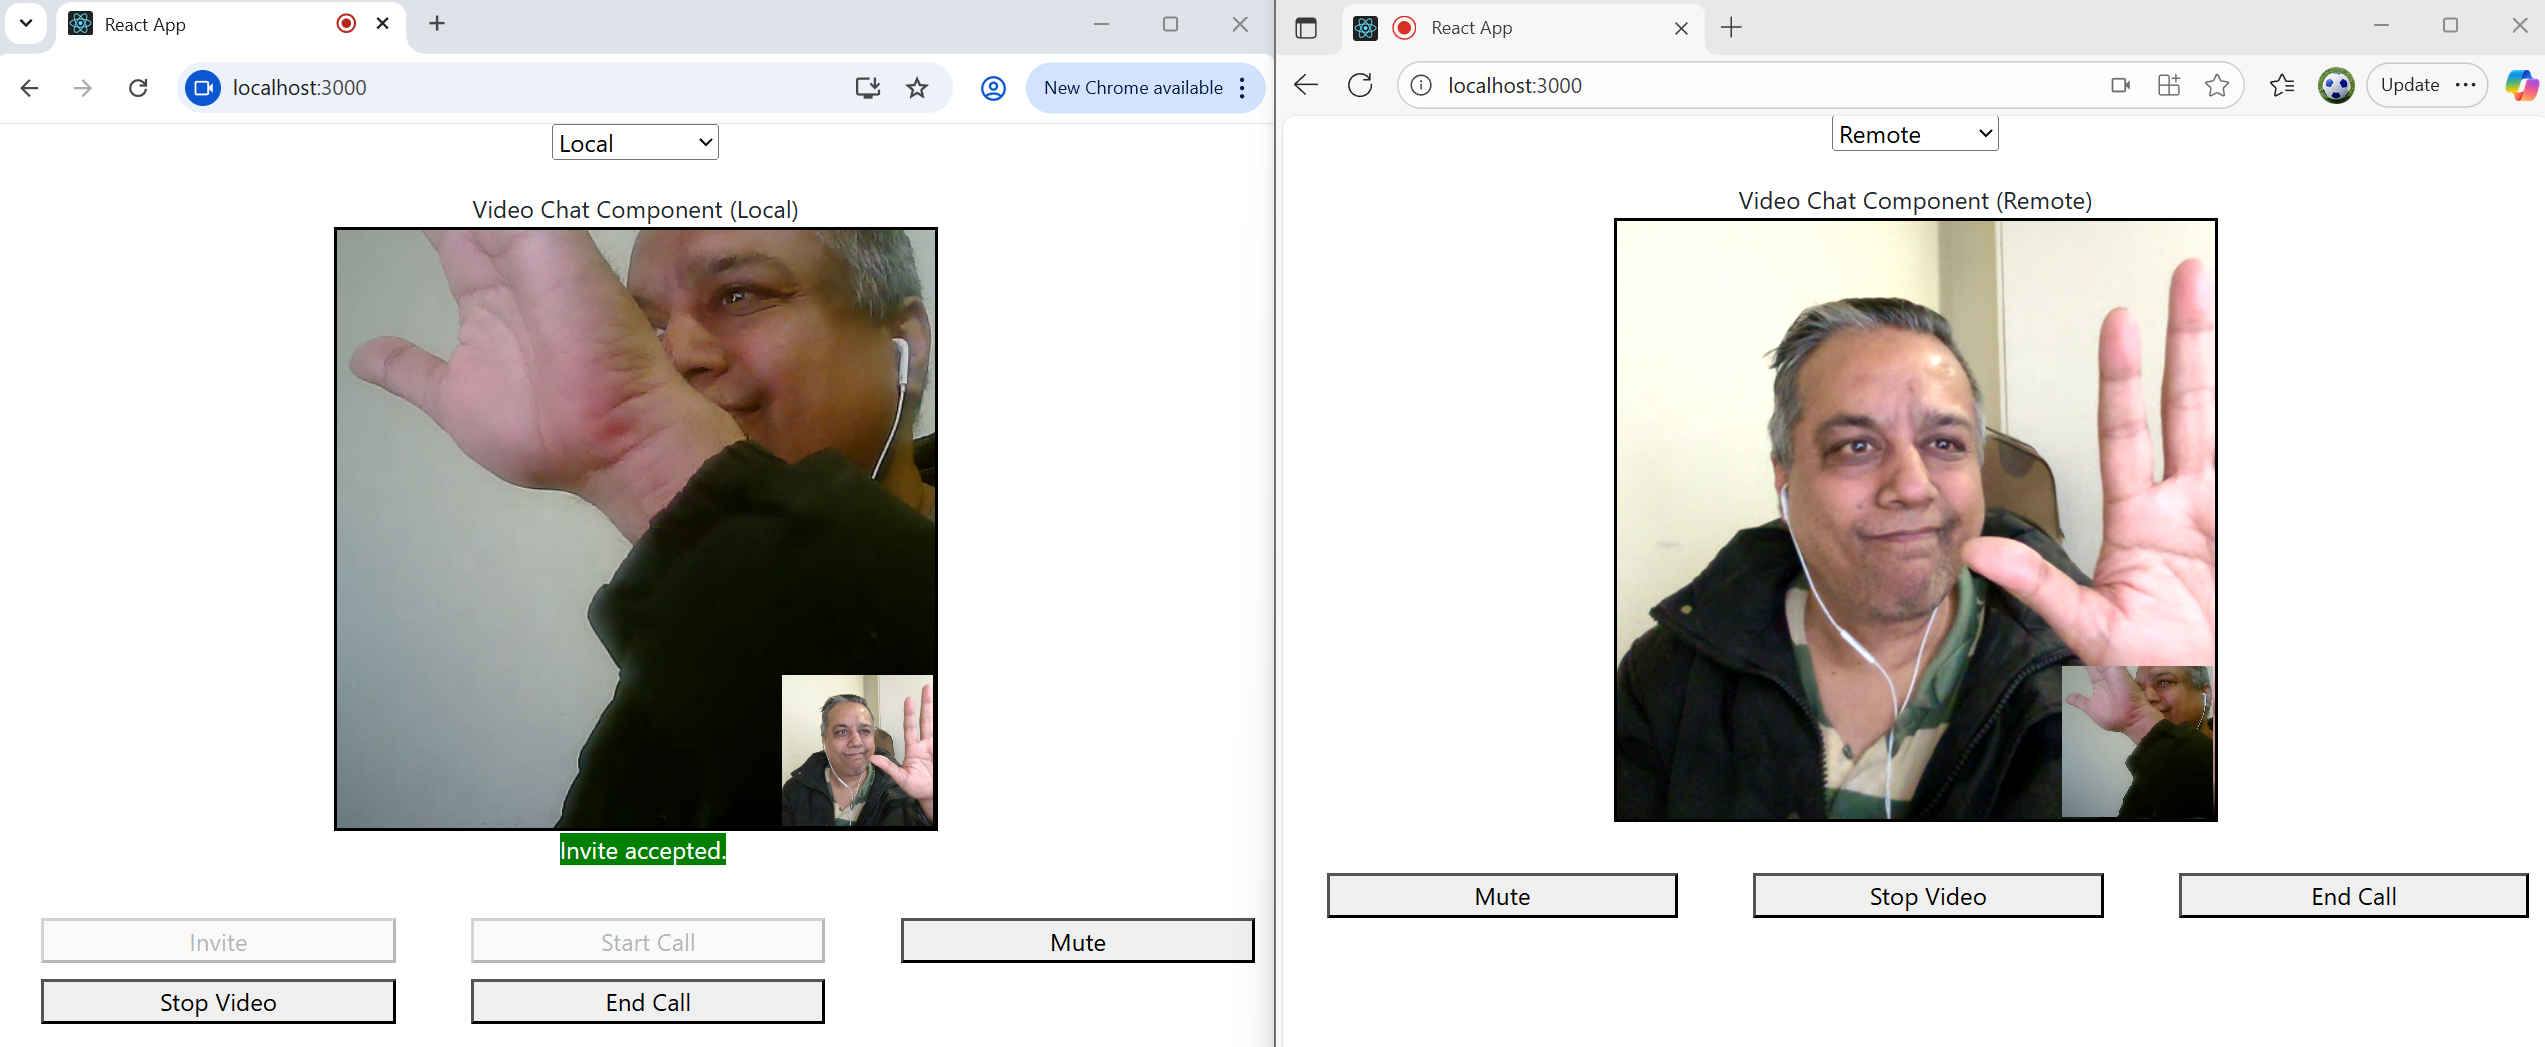 React App
localhost:3000
New Chrome available
Local
Video Chat Component (Local)
Invite accepted.
Invite
Start Call
Mute
Stop Video
End Call
React App
localhost:3000
Update
Remote
Video Chat Component (Remote)
Mute
Stop Video
End Call